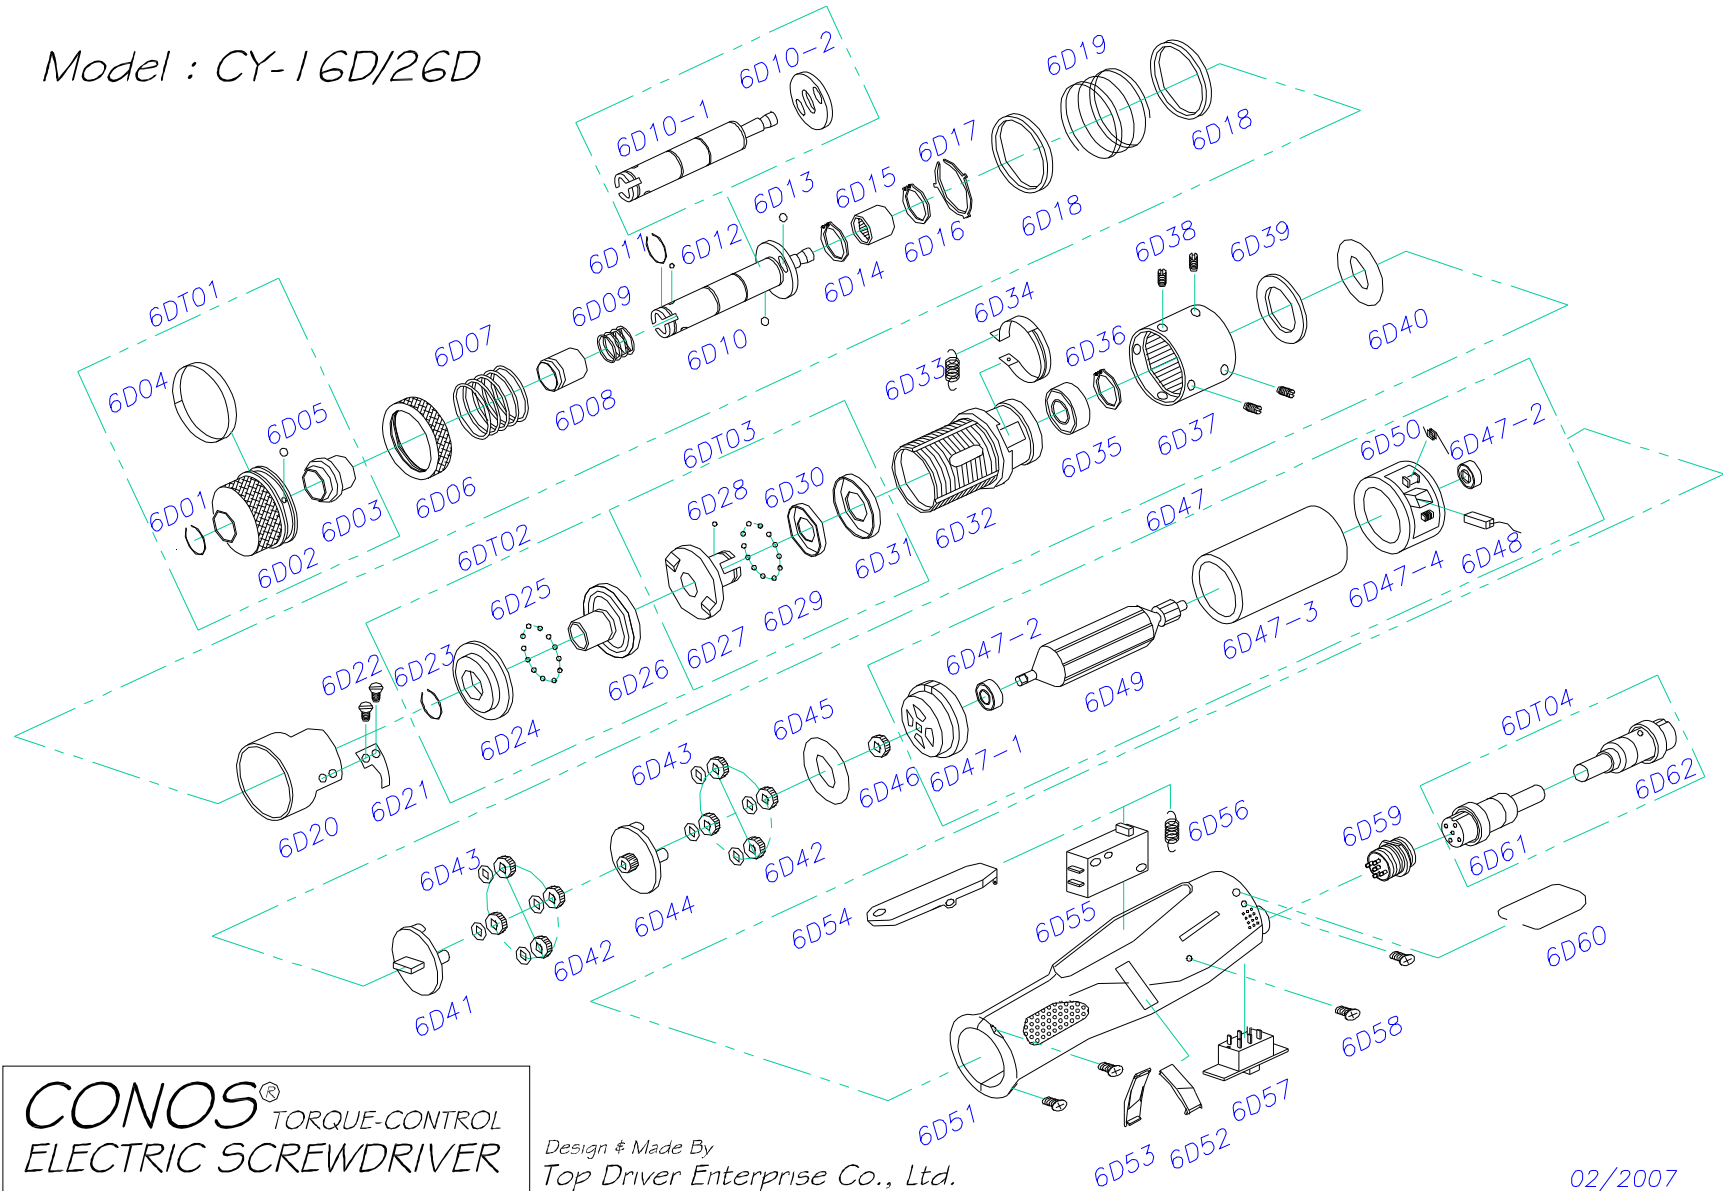 Model : CY-16D/26D
6D10-2
6D10-1
6D19
6D18
6D17
6D18
6D16
6D15
6D14
6D13
6D12
6D11
6D10
6D09
6D08
6D07
6D06
6DT01
6D04
6D05
6D01
6D03
6D02
6D38
6D39
6D40
6D34
6D33
6D36
6D35
6D37
6D32
6DT03
6D31
6D30
6D28
6D29
6D27
6DT02
6D25
6D26
6D24
6D23
6D22
6D21
6D20
6D50
6D47-2
6D47
6D48
6D47-4
6D47-3
6D49
6D47-2
6D47-1
6D46
6D45
6D43
6D42
6D44
6D43
6D42
6D41
6DT04
6D62
6D61
6D59
6D60
6D56
6D55
6D54
6D58
6D57
6D51
6D53
6D52
CONOS® TORQUE-CONTROL
ELECTRIC SCREWDRIVER
Design & Made By
Top Driver Enterprise Co., Ltd.
02/2007